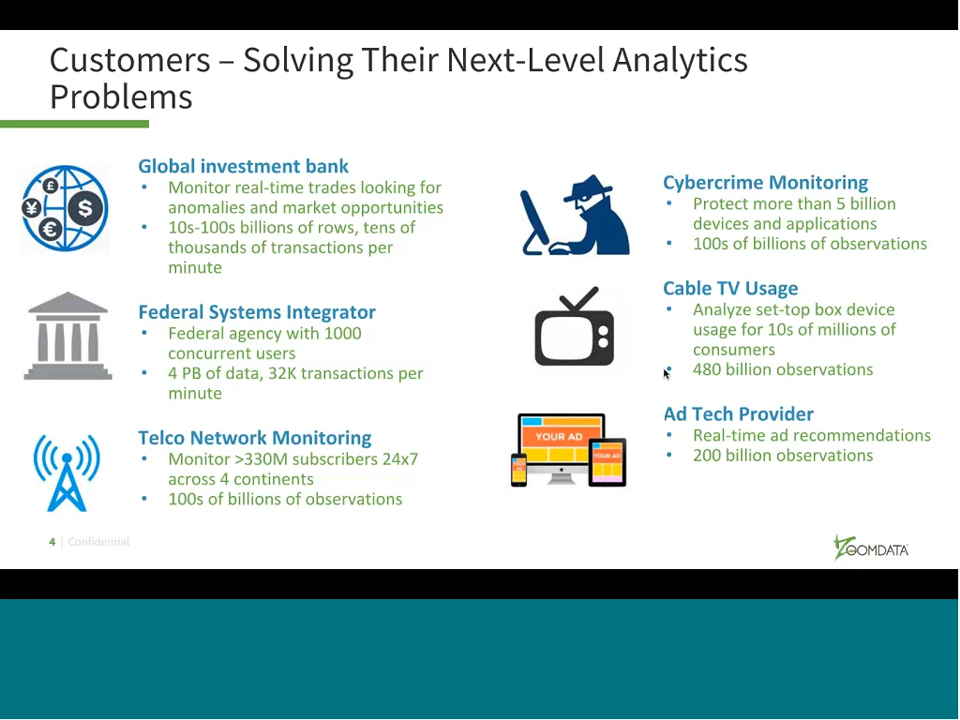 Customers – Solving Their Next-Level Analytics
Problems
Global investment bank
• Monitor real-time trades looking for
anomalies and market opportunities
• 10s-100s billions of rows, tens of
thousands of transactions per
minute
Federal Systems Integrator
• Federal agency with 1000
concurrent users
• 4 PB of data, 32K transactions per
minute
Telco Network Monitoring
• Monitor >330M subscribers 24x7
across 4 continents
• 100s of billions of observations
Cybercrime Monitoring
• Protect more than 5 billion
devices and applications
• 100s of billions of observations
Cable TV Usage
• Analyze set-top box device
usage for 10s of millions of
consumers
• 480 billion observations
Ad Tech Provider
• Real-time ad recommendations
• 200 billion observations
£
¥
$
€
YOUR AD
YOUR AD
YOUR AD
4 | Confidential
ZOOMDATA